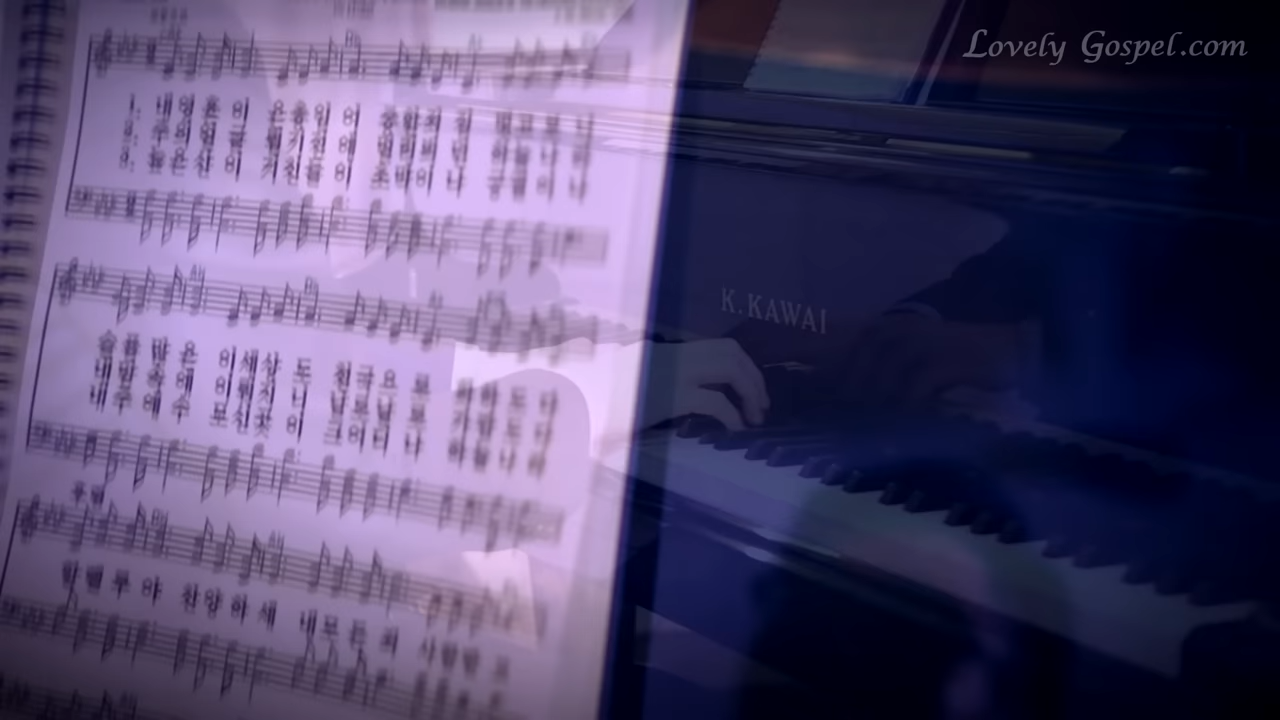 Lovely Gospel.com
1. 내영혼이 은총입어 중한죄짐 벗고보니
2. 주의얼굴 뵙기전에 멀리뵈던 하늘나라
3. 높은산이 거친들이 초막이나 궁궐이나
K.KAWAI
슬픔많은 이세상도 천국으로 화하도다
내맘속에 이뤄지니 날로날로 가깝도다
내주예수 모신곳이 그어디나 하늘나라
후렴
할렐루야 찬양하세 내모든죄 사함받고